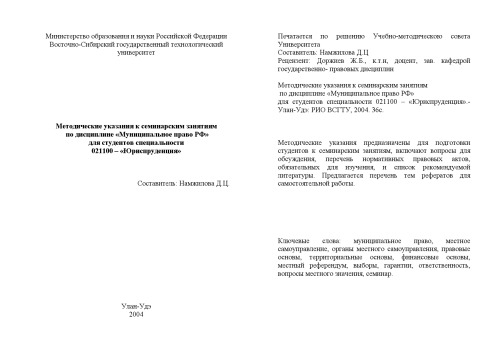 Министерство образования и науки Российской Федерации
Восточно-Сибирский государственный технологический
университет
Методические указания к семинарским занятиям
по дисциплине «Муниципальное право РФ»
для студентов специальности
021100 – «Юриспруденция»
Составитель: Намжилова Д.Ц.
Улан-Удэ
2004
Печатается по решению Учебно-методическою совета
Университета
Составитель: Намжилова Д.Ц
Рецензент: Доржиев Ж.Б., к.т.н, доцент, зав. кафедрой
государственно- правовых дисциплин
Методические указания к семинарским занятиям
по дисциплине «Муниципальное право РФ»
для студентов специальности 021100 – «Юриспруденция».-
Улан-Удэ: РИО ВСГТУ, 2004. 36с.
Методические указания предназначены для подготовки
студентов к семинарским занятиям, включают вопросы для
обсуждения, перечень нормативных правовых актов,
обязательных для изучения, и список рекомендуемой
литературы. Предлагается перечень тем рефератов для
самостоятельной работы.
Ключевые слова: муниципальное право, местное
самоуправление, органы местного самоуправления, правовые
основы, территориальные основы, финансовые основы,
местный референдум, выборы, гарантии, ответственность,
вопросы местного значения, семинар.